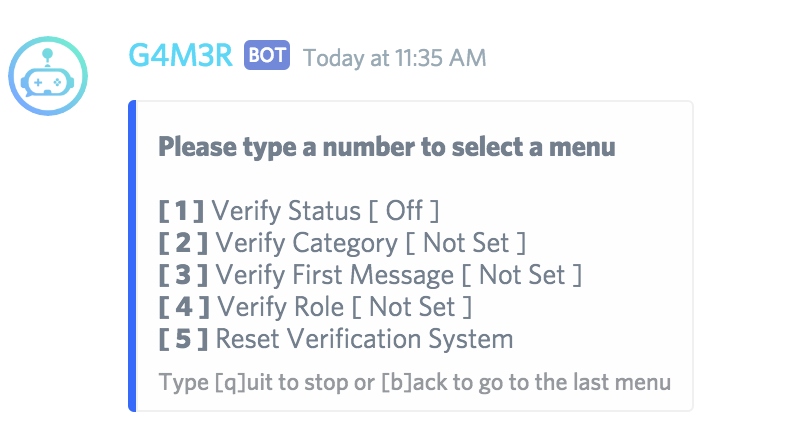 G4M3R BOT Today at 11:35 AM
Please type a number to select a menu
[ 1 ] Verify Status [ Off ]
[ 2 ] Verify Category [ Not Set ]
[ 3 ] Verify First Message [ Not Set ]
[ 4 ] Verify Role [ Not Set ]
[ 5 ] Reset Verification System
Type [q]uit to stop or [b]ack to go to the last menu